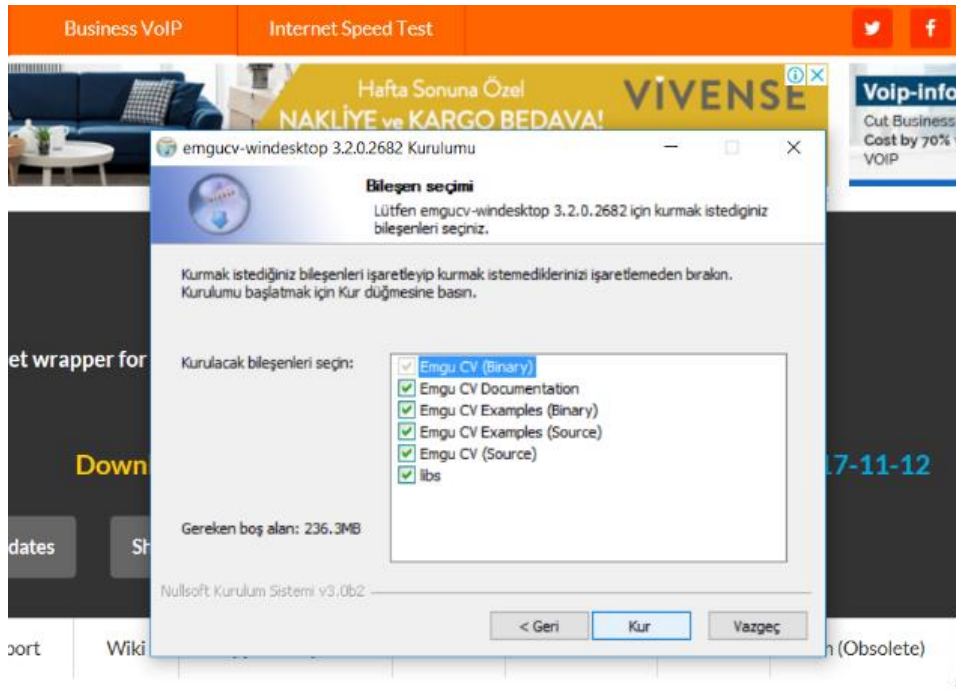 Business VoIP
Internet Speed Test
Hafta Sonuna Özel
NAKLİYE ve KARGO BEDAVA!
VİVENSE
Voip-info
Cut Business
Cost by 70%
VOIP
emgucv-windesktop 3.2.0.2682 Kurulumu
Bileşen seçimi
Lütfen emgucv-windesktop 3.2.0.2682 için kurmak istediginiz
bileşenleri seçiniz.
Kurmak istediğiniz bileşenleri işaretleyip kurmak istemediklerinizi işaretlemeden bırakın.
Kurulumu başlatmak için Kur düğmesine basın.
et wrapper for
Kurulacak bileşenleri seçin:
Emgu CV (Binary)
Emgu CV Documentation
Emgu CV Examples (Binary)
Emgu CV Examples (Source)
Emgu CV (Source)
libs
Down
17-11-12
Gereken boş alan: 236.3MB
dates
Sh
Nullsoft Kurulum Sistemi v3.0b2
< Geri
Kur
Vazgeç
port
Wiki
n (Obsolete)